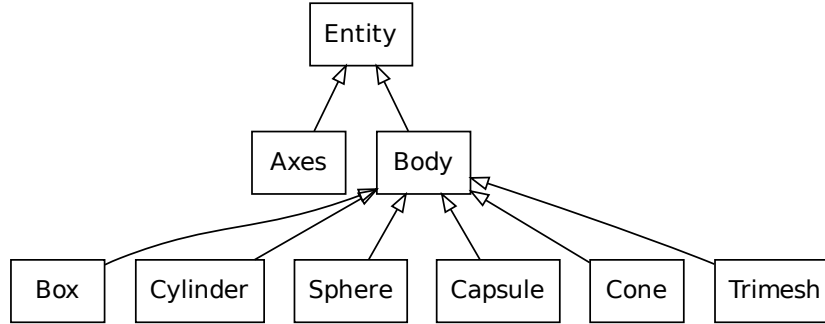 Entity
Axes
Body
Box
Cylinder
Sphere
Capsule
Cone
Trimesh